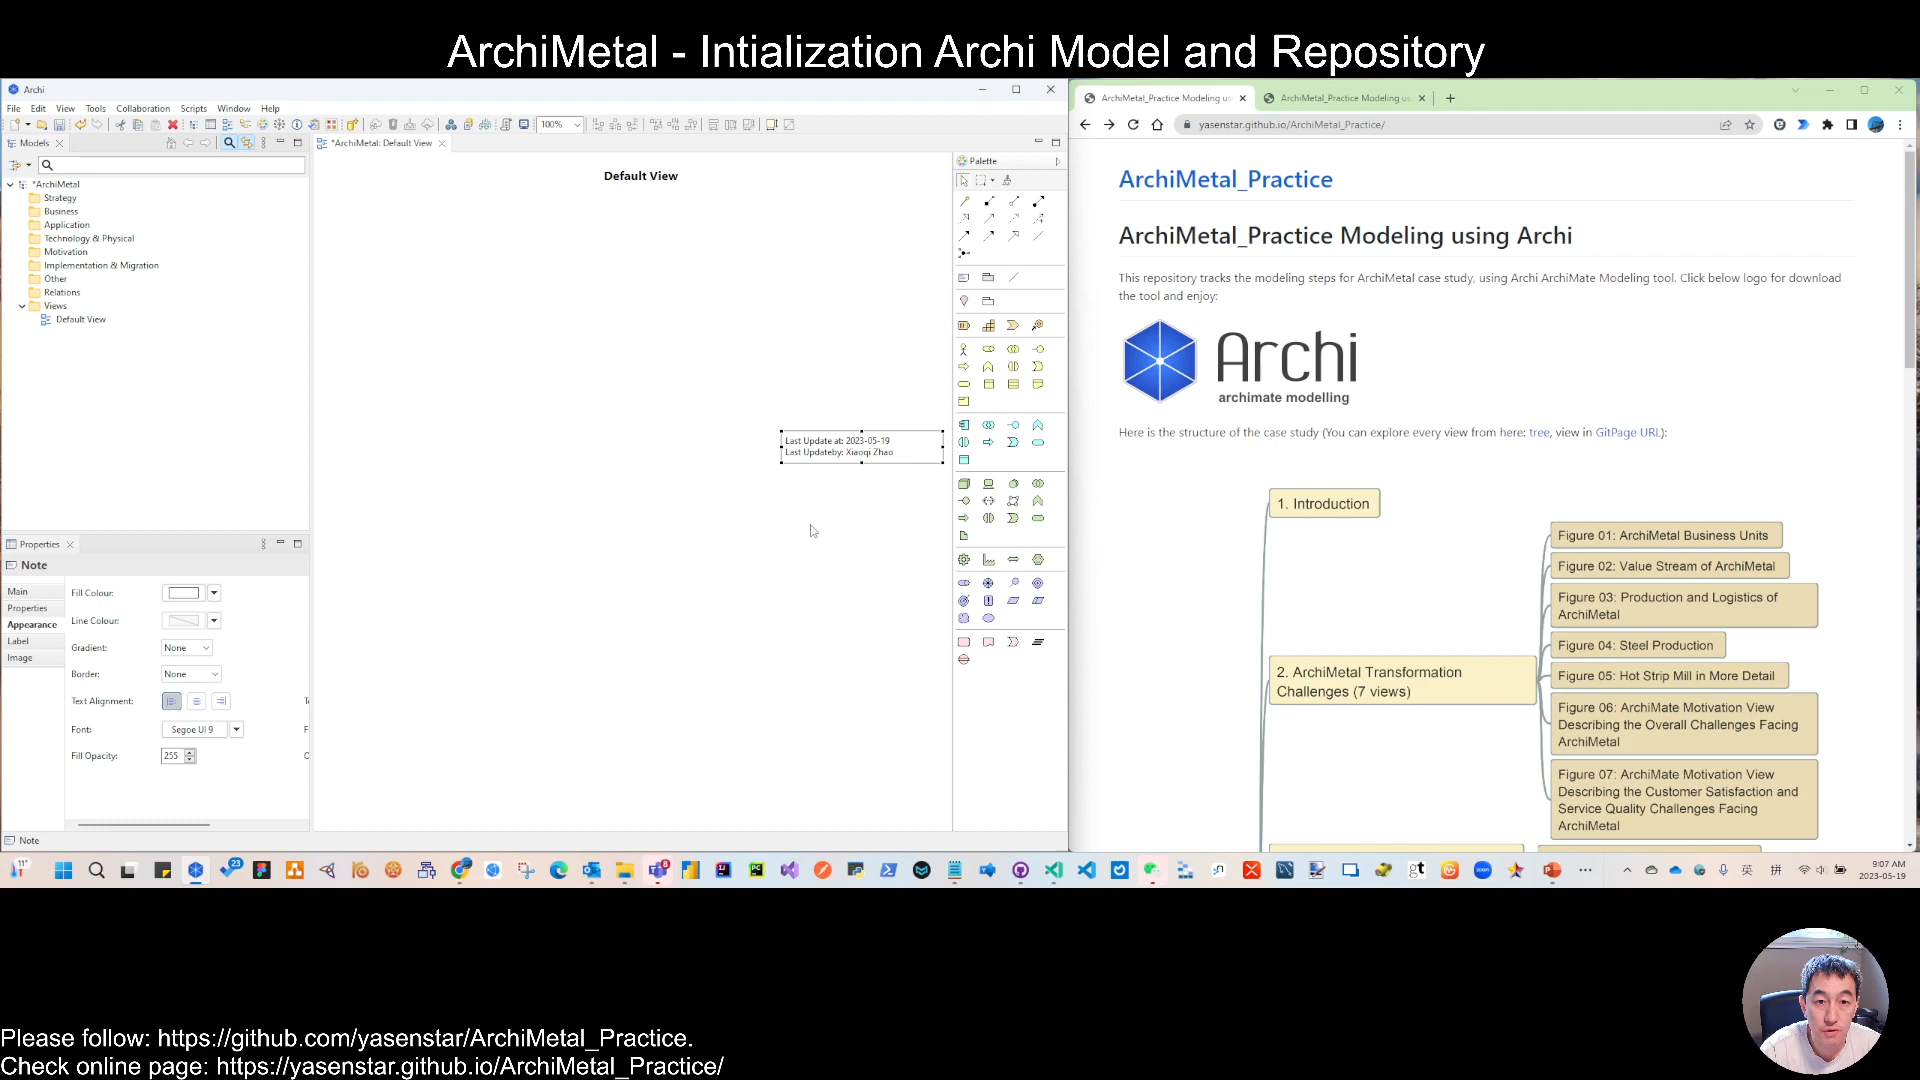 ArchiMetal - Intialization Archi Model and Repository
Archi
File Edit View Tools Collaboration Scripts Window Help
100%
Models
*ArchiMetal: Default View
*ArchiMetal
Strategy
Business
Application
Technology & Physical
Motivation
Implementation & Migration
Other
Relations
Views
Default View
Default View
Last Update at: 2023-05-19
Last Updateby: Xiaoqi Zhao
Palette
Properties
Note
Main
Properties
Appearance
Label
Image
Fill Colour:
Line Colour:
Gradient: None
Border: None
Text Alignment:
Font: Segoe UI 9
Fill Opacity: 255
Note
ArchiMetal_Practice Modeling us
ArchiMetal_Practice Modeling us
yasenstar.github.io/ArchiMetal_Practice/
ArchiMetal_Practice
ArchiMetal_Practice Modeling using Archi
This repository tracks the modeling steps for ArchiMetal case study, using Archi ArchiMate Modeling tool. Click below logo for download
the tool and enjoy:
Archi
archimate modelling
Here is the structure of the case study (You can explore every view from here: tree, view in GitPage URL):
1. Introduction
2. ArchiMetal Transformation
Challenges (7 views)
Figure 01: ArchiMetal Business Units
Figure 02: Value Stream of ArchiMetal
Figure 03: Production and Logistics of
ArchiMetal
Figure 04: Steel Production
Figure 05: Hot Strip Mill in More Detail
Figure 06: ArchiMate Motivation View
Describing the Overall Challenges Facing
ArchiMetal
Figure 07: ArchiMate Motivation View
Describing the Customer Satisfaction and
Service Quality Challenges Facing
ArchiMetal
11°
23
8
gt
英
拼
9:07 AM
2023-05-19
Please follow: https://github.com/yasenstar/ArchiMetal_Practice.
Check online page: https://yasenstar.github.io/ArchiMetal_Practice/